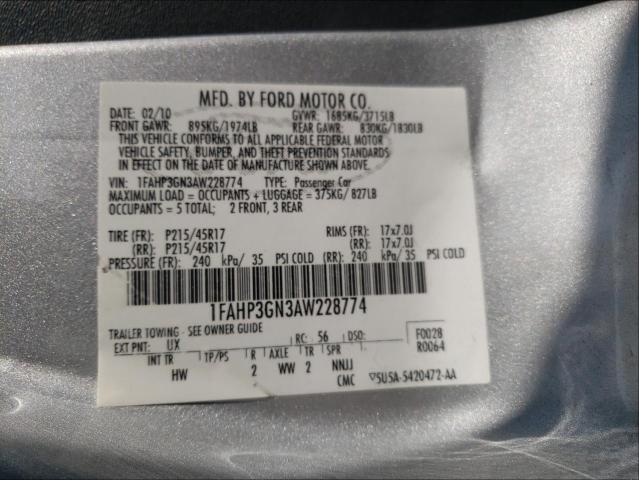 MFD. BY FORD MOTOR CO.
DATE: 02/10 GVWR: 1685KG/3715LB
FRONT GAWR: 895KG/1974LB REAR GAWR: 830KG/1830LB
THIS VEHICLE CONFORMS TO ALL APPLICABLE FEDERAL MOTOR
VEHICLE SAFETY, BUMPER, AND THEFT PREVENTION STANDARDS
IN EFFECT ON THE DATE OF MANUFACTURE SHOWN ABOVE.
VIN: 1FAHP3GN3AW228774 TYPE: Passenger Car
MAXIMUM LOAD = OCCUPANTS + LUGGAGE = 375KG/ 827LB
OCCUPANTS = 5 TOTAL; 2 FRONT, 3 REAR
TIRE (FR): P215/45R17 RIMS (FR): 17x7.0J
(RR): P215/45R17 (RR): 17x7.0J
PRESSURE (FR): 240 kPa/ 35 PSI COLD (RR): 240 kPa/ 35 PSI COLD
1FAHP3GN3AW228774
TRAILER TOWING - SEE OWNER GUIDE
EXT PNT: UX RC: 56 DSO: F0028
R0064
INT TR TP/PS R AXLE TR SPR
HW 2 WW 2 NNJJ
CMC ▽5U5A-5420472-AA